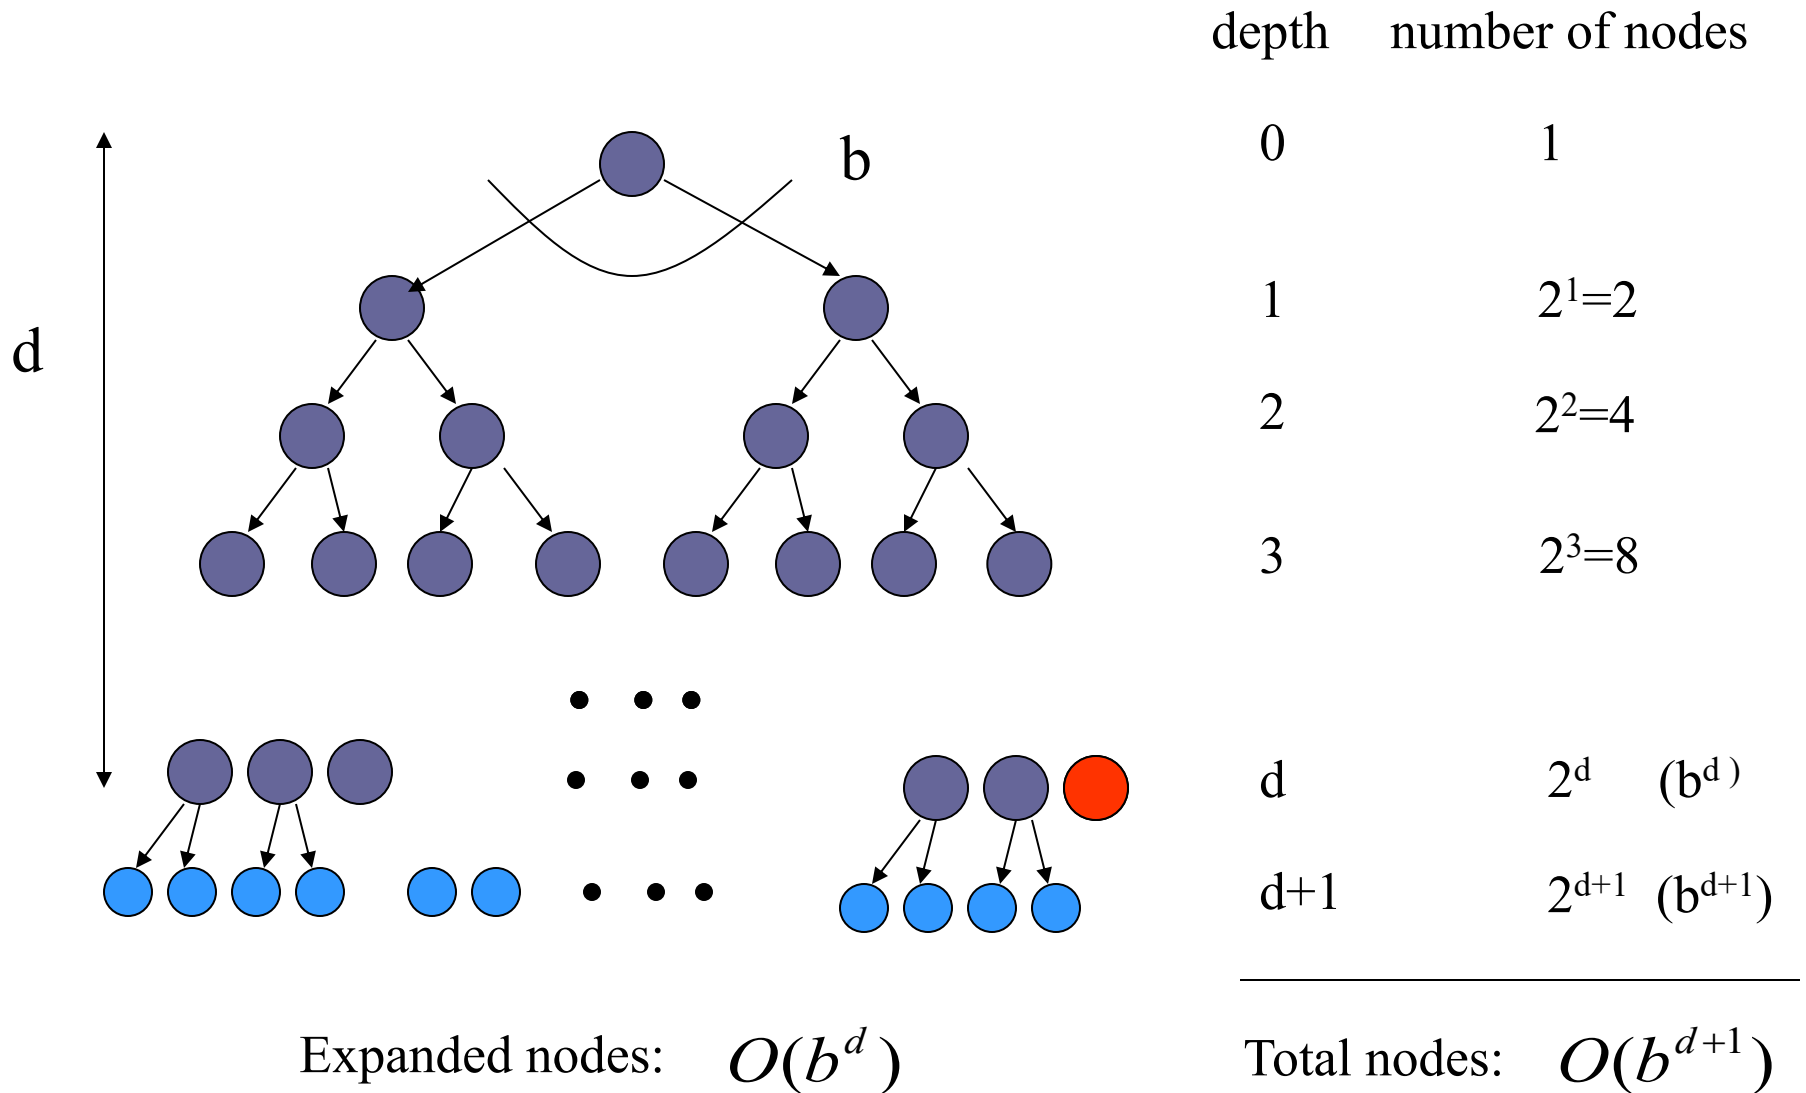 depth number of nodes
b
0 1
d
1 2¹=2
2 2²=4
3 2³=8
d 2ᵈ (bᵈ )
d+1 2ᵈ⁺¹ (bᵈ⁺¹)
Expanded nodes: O(bᵈ) Total nodes: O(bᵈ⁺¹)